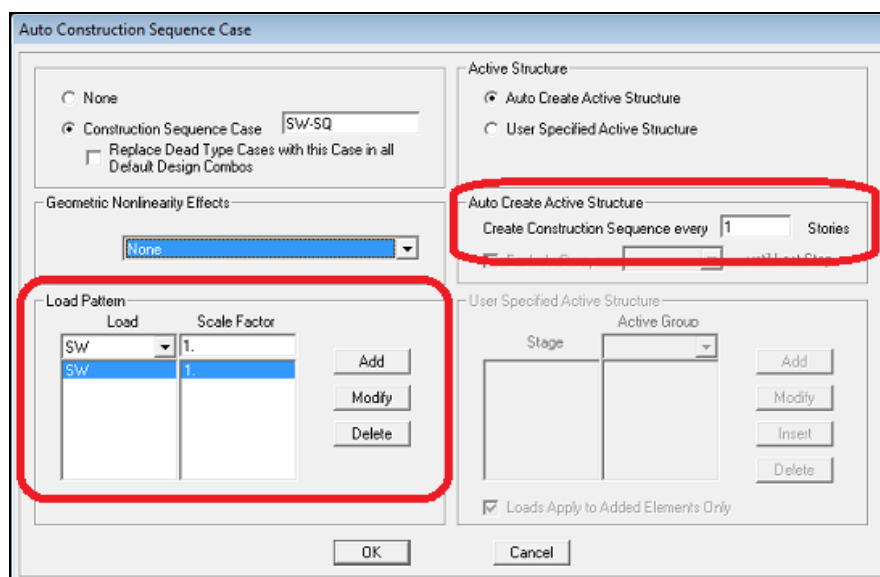 Auto Construction Sequence Case
None
Construction Sequence Case SW-SQ
Replace Dead Type Cases with this Case in all
Default Design Combos
Active Structure
Auto Create Active Structure
User Specified Active Structure
Geometric Nonlinearity Effects
None
Auto Create Active Structure
Create Construction Sequence every 1 Stories
until Last Step
Load Pattern
Load Scale Factor
SW 1.
SW 1.
Add
Modify
Delete
User Specified Active Structure
Stage Active Group
Add
Modify
Insert
Delete
Loads Apply to Added Elements Only
OK Cancel